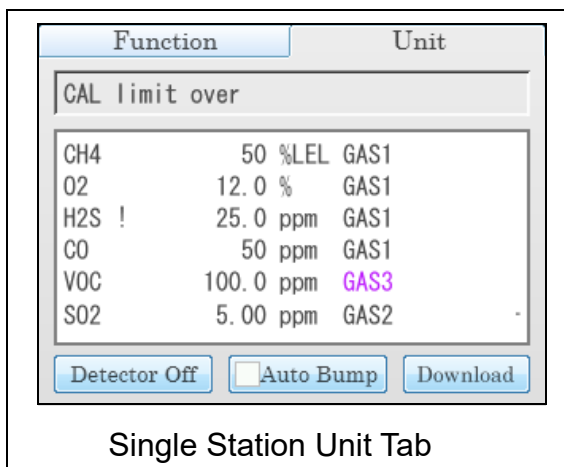 Function Unit
CAL limit over
CH4 50 %LEL GAS1
O2 12.0 % GAS1
H2S ! 25.0 ppm GAS1
CO 50 ppm GAS1
VOC 100.0 ppm GAS3
SO2 5.00 ppm GAS2 -
Detector Off Auto Bump Download
Single Station Unit Tab